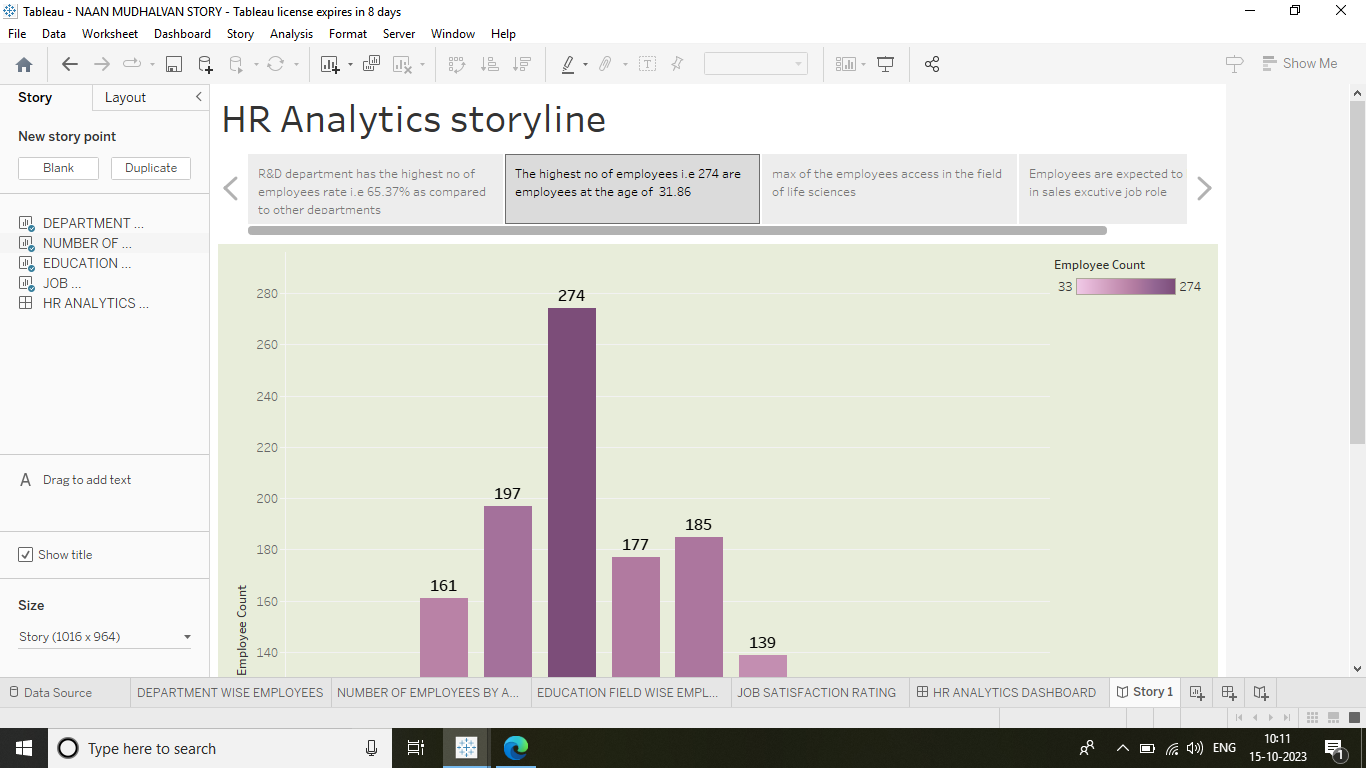 Tableau - NAAN MUDHALVAN STORY - Tableau license expires in 8 days
File Data Worksheet Dashboard Story Analysis Format Server Window Help
Show Me
Story Layout
New story point
Blank Duplicate
DEPARTMENT ...
NUMBER OF ...
EDUCATION ...
JOB ...
HR ANALYTICS ...
A Drag to add text
Show title
Size
Story (1016 x 964)
HR Analytics storyline
R&D department has the highest no of
employees rate i.e 65.37% as compared
to other departments
The highest no of employees i.e 274 are
employees at the age of 31.86
max of the employees access in the field
of life sciences
Employees are expected to
in sales excutive job role
Employee Count
33 274
280
260
240
220
200
180
160
140
Employee Count
161
197
274
177
185
139
Data Source DEPARTMENT WISE EMPLOYEES NUMBER OF EMPLOYEES BY A... EDUCATION FIELD WISE EMPL... JOB SATISFACTION RATING HR ANALYTICS DASHBOARD Story 1
Type here to search
ENG
10:11
15-10-2023
1